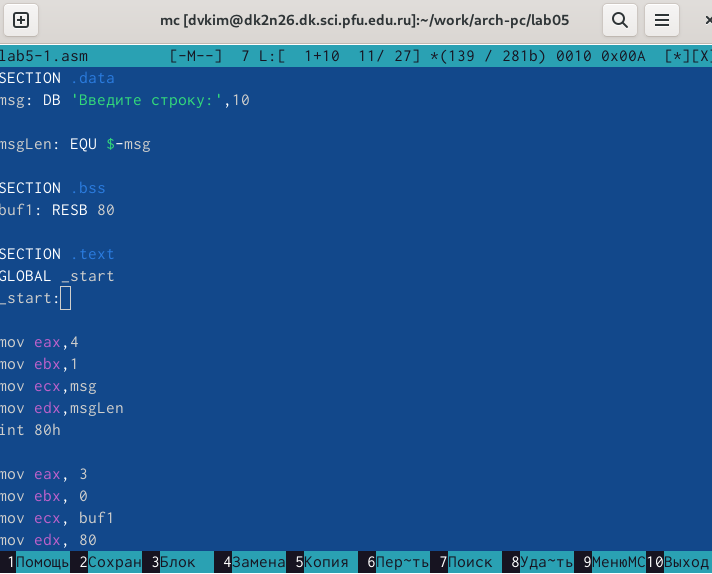 mc [dvkim@dk2n26.dk.sci.pfu.edu.ru]:~/work/arch-pc/lab05
lab5-1.asm [-M--] 7 L:[ 1+10 11/ 27] *(139 / 281b) 0010 0x00A [*][X]
SECTION .data
msg: DB 'Введите строку:',10
msgLen: EQU $-msg
SECTION .bss
buf1: RESB 80
SECTION .text
GLOBAL _start
_start:
mov eax,4
mov ebx,1
mov ecx,msg
mov edx,msgLen
int 80h
mov eax, 3
mov ebx, 0
mov ecx, buf1
mov edx, 80
1Помощь 2Сохран 3Блок 4Замена 5Копия 6Пер~ть 7Поиск 8Уда~ть 9МенюMC 10Выход